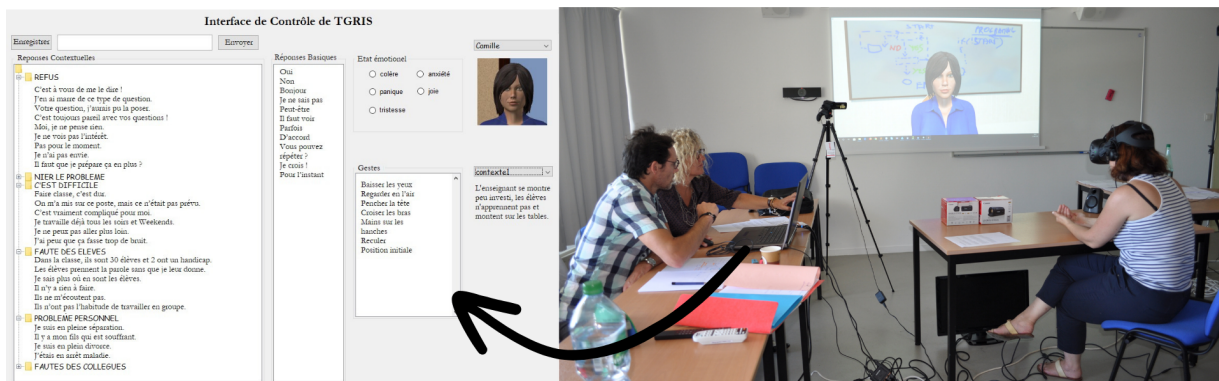 Interface de Contrôle de TGRIS
Enregistrer
Envoyer
Camille
Reponses Contextuelles
REFUS
C'est à vous de me le dire !
J'en ai marre de ce type de question.
Votre question, j'aurais pu la poser.
C'est toujours pareil avec vos questions !
Moi, je ne pense rien.
Je ne vois pas l'intérêt.
Pas pour le moment.
Je n'ai pas envie.
Il faut que je prépare ça en plus ?
NIER LE PROBLEME
C'EST DIFFICILE
Faire classe, c'est dur.
On m'a mis sur ce poste, mais ce n'était pas prévu.
C'est vraiment compliqué pour moi.
Je travaille déjà tous les soirs et Weekends.
Je ne peux pas aller plus loin.
J'ai peur que ça fasse trop de bruit.
FAUTE DES ELEVES
Dans la classe, ils sont 30 élèves et 2 ont un handicap.
Les élèves prennent la parole sans que je leur donne.
Je sais plus où en sont les élèves.
Il n'y a rien à faire.
Ils ne m'écoutent pas.
Ils n'ont pas l'habitude de travailler en groupe.
PROBLEME PERSONNEL
Je suis en pleine séparation.
Il y a mon fils qui est souffrant.
Je suis en plein divorce.
J'étais en arrêt maladie.
FAUTES DES COLLEGUES
Réponses Basiques
Oui
Non
Bonjour
Je ne sais pas
Peut-être
Il faut voir
Parfois
D'accord
Vous pouvez
répéter ?
Je crois !
Pour l'instant
Etat émotionel
colère
anxiété
panique
joie
tristesse
Gestes
Baisser les yeux
Regarder en l'air
Pencher la tête
Croiser les bras
Mains sur les
hanches
Reculer
Position initiale
contexte1
L'enseignant se montre
peu investi, les élèves
n'apprennent pas et
montent sur les tables.
NO